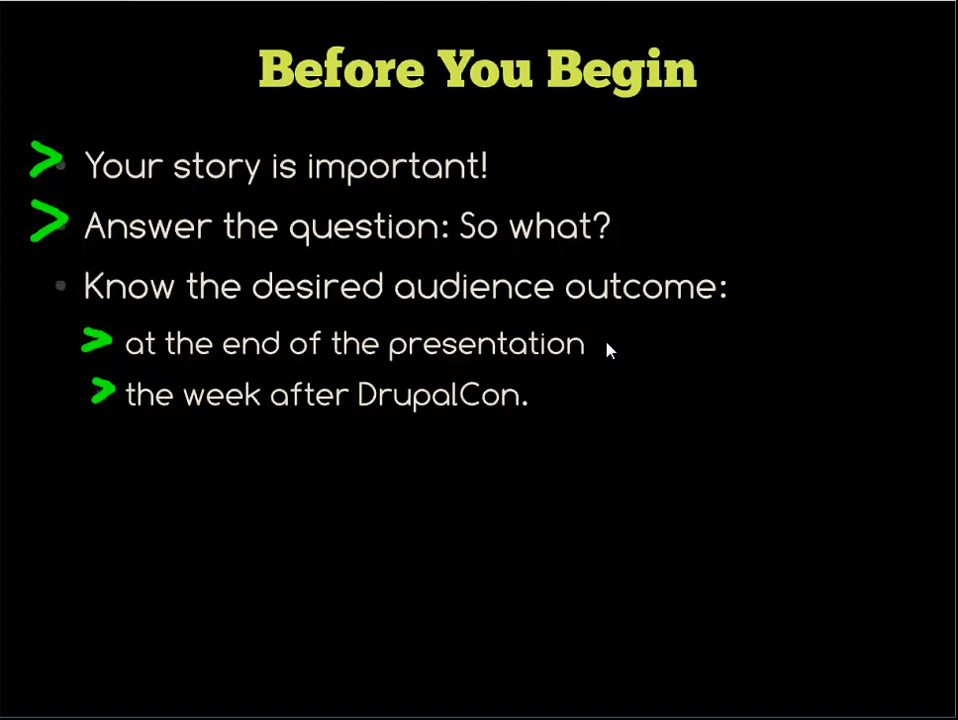 Before You Begin
> Your story is important!
> Answer the question: So what?
• Know the desired audience outcome:
> at the end of the presentation
> the week after DrupalCon.